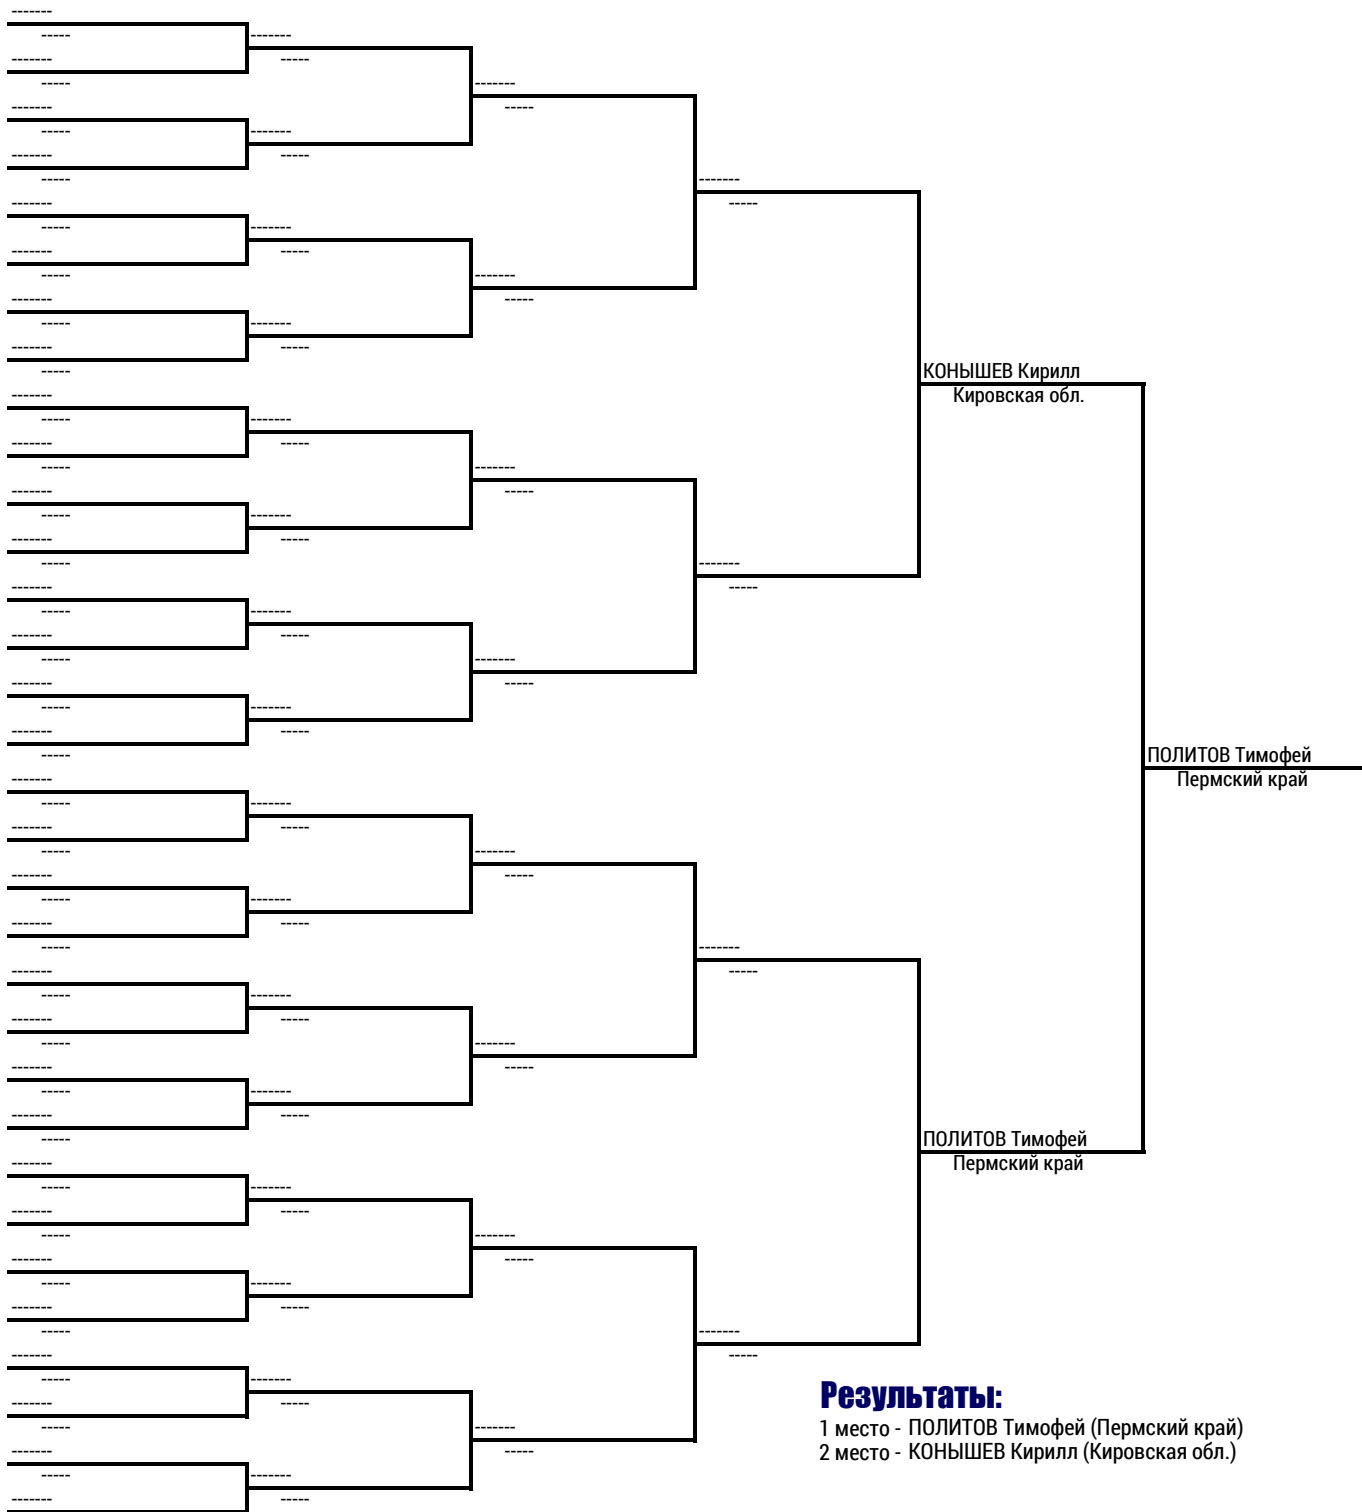 КОНЫШЕВ Кирилл
Кировская обл.
ПОЛИТОВ Тимофей
Пермский край
ПОЛИТОВ Тимофей
Пермский край
Результаты:
1 место - ПОЛИТОВ Тимофей (Пермский край)
2 место - КОНЫШЕВ Кирилл (Кировская обл.)